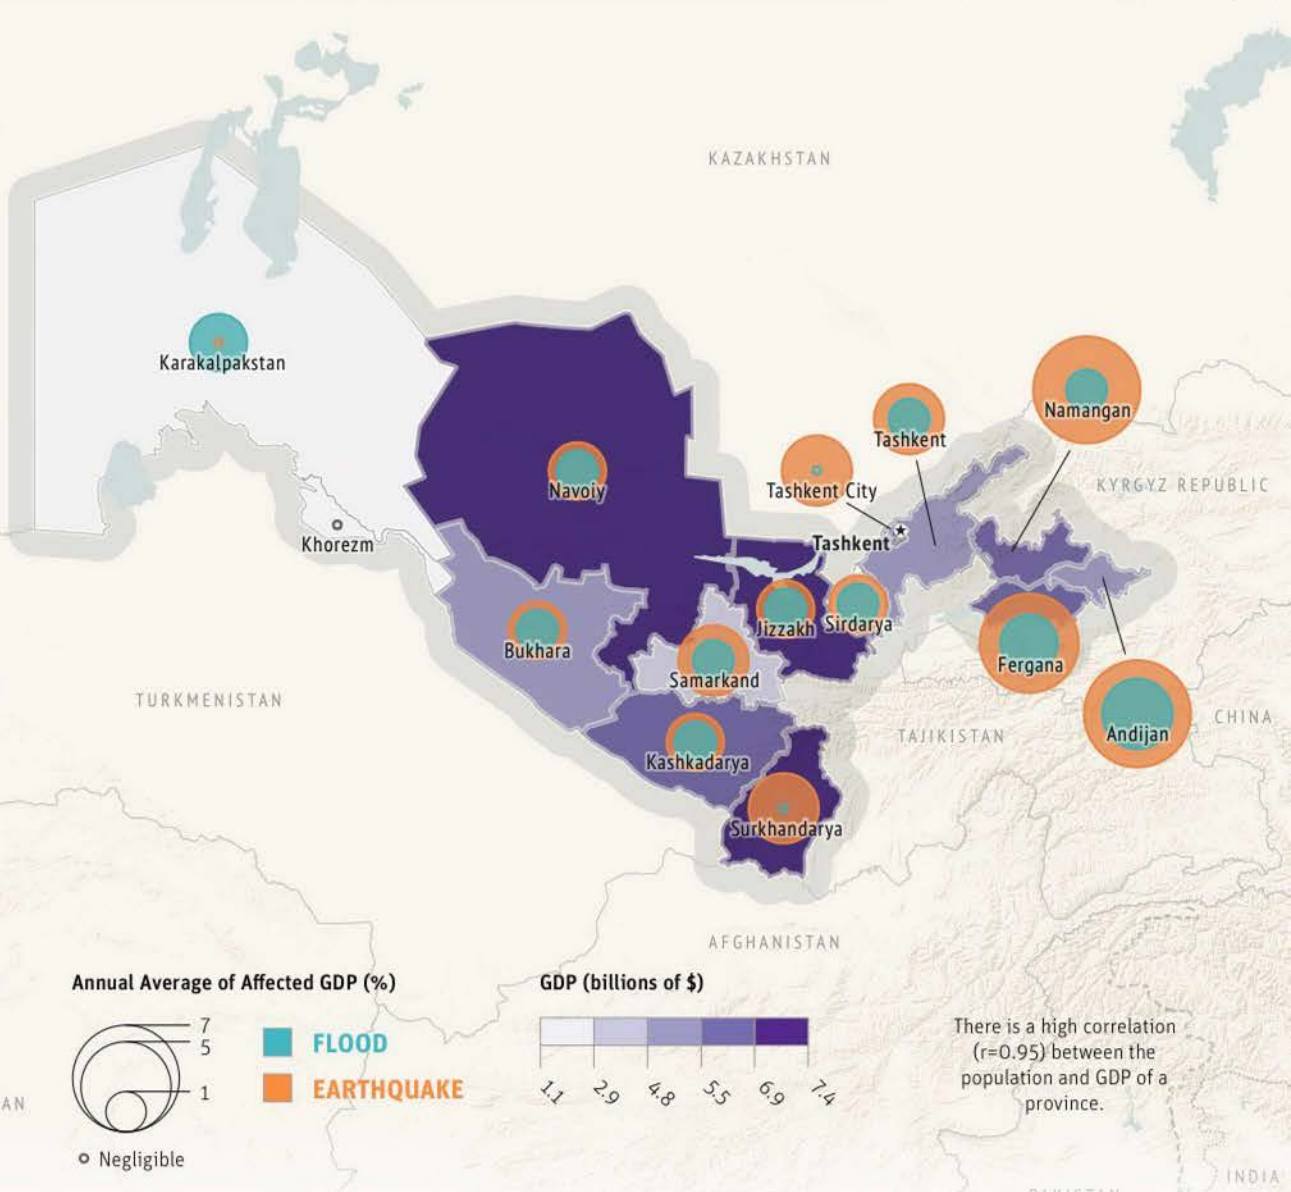 KAZAKHSTAN
Karakalpakstan
Namangan
Tashkent
Navoiy
Tashkent City
KYRGYZ REPUBLIC
Khorezm
Tashkent
Jizzakh
Sirdarya
Bukhara
Fergana
Samarkand
TURKMENISTAN
CHINA
TAJIKISTAN
Andijan
Kashkadarya
Surkhandarya
AFGHANISTAN
Annual Average of Affected GDP (%)
7
5
1
Negligible
FLOOD
EARTHQUAKE
GDP (billions of $)
1.1
2.9
4.8
5.5
6.9
7.4
There is a high correlation
(r=0.95) between the
population and GDP of a
province.
AN
INDIA